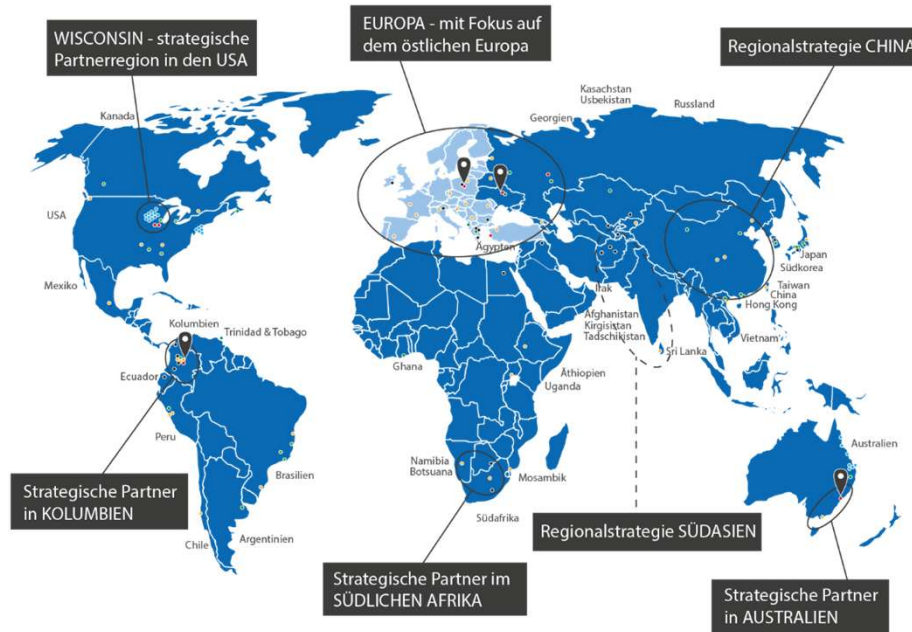 WISCONSIN - strategische
Partnerregion in den USA
EUROPA - mit Fokus auf
dem östlichen Europa
Regionalstrategie CHINA
Kanada
Georgien
Kasachstan
Usbekistan
Russland
USA
Mexiko
Ägypten
Irak
Afghanistan
Kirgisistan
Tadschikistan
Japan
Südkorea
Taiwan
China
Hong Kong
Vietnam
Sri Lanka
Kolumbien
Trinidad & Tobago
Ecuador
Peru
Brasilien
Chile
Argentinien
Ghana
Äthiopien
Uganda
Namibia
Botsuana
Mosambik
Südafrika
Australien
Strategische Partner
in KOLUMBIEN
Strategische Partner im
SÜDLICHEN AFRIKA
Regionalstrategie SÜDASIEN
Strategische Partner
in AUSTRALIEN